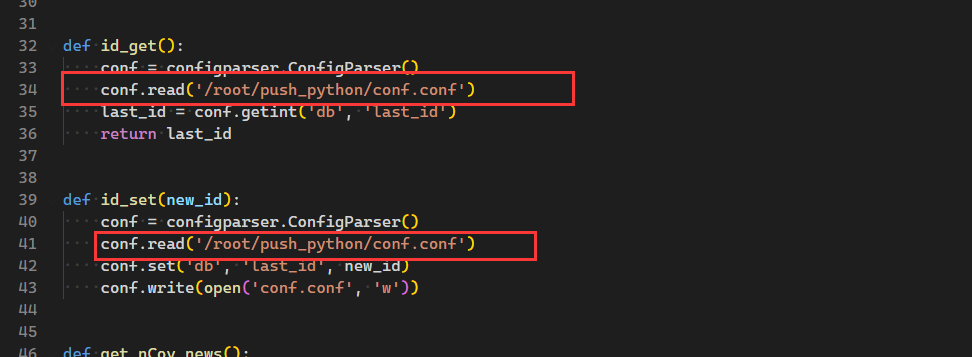 30
31
32 def id_get():
33     conf = configparser.ConfigParser()
34     conf.read('/root/push_python/conf.conf')
35     last_id = conf.getint('db', 'last_id')
36     return last_id
37
38
39 def id_set(new_id):
40     conf = configparser.ConfigParser()
41     conf.read('/root/push_python/conf.conf')
42     conf.set('db', 'last_id', new_id)
43     conf.write(open('conf.conf', 'w'))
44
45
46 def get_nCov_news():